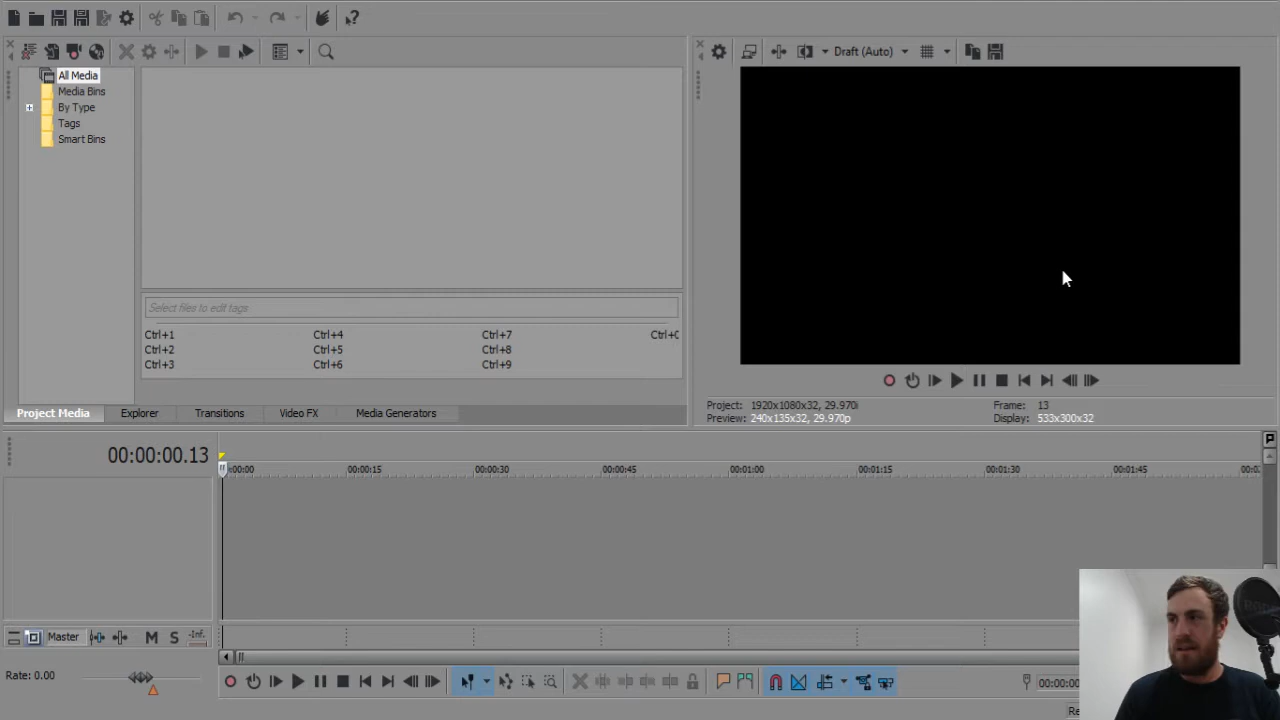 Draft (Auto)
All Media
Media Bins
By Type
Tags
Smart Bins
Select files to edit tags
Ctrl+1 Ctrl+4 Ctrl+7
Ctrl+2 Ctrl+5 Ctrl+8
Ctrl+3 Ctrl+6 Ctrl+9
Project Media Explorer Transitions Video FX Media Generators
Project: 1920x1080x32, 29.970i Frame: 13
Preview: 240x135x32, 29.970p Display: 533x300x32
00:00:00.13
:00:00 00:00:15 00:00:30 00:00:45 00:01:00 00:01:15 00:01:30 00:01:45
Master M S -Inf.
Rate: 0.00
00:00:0
Re